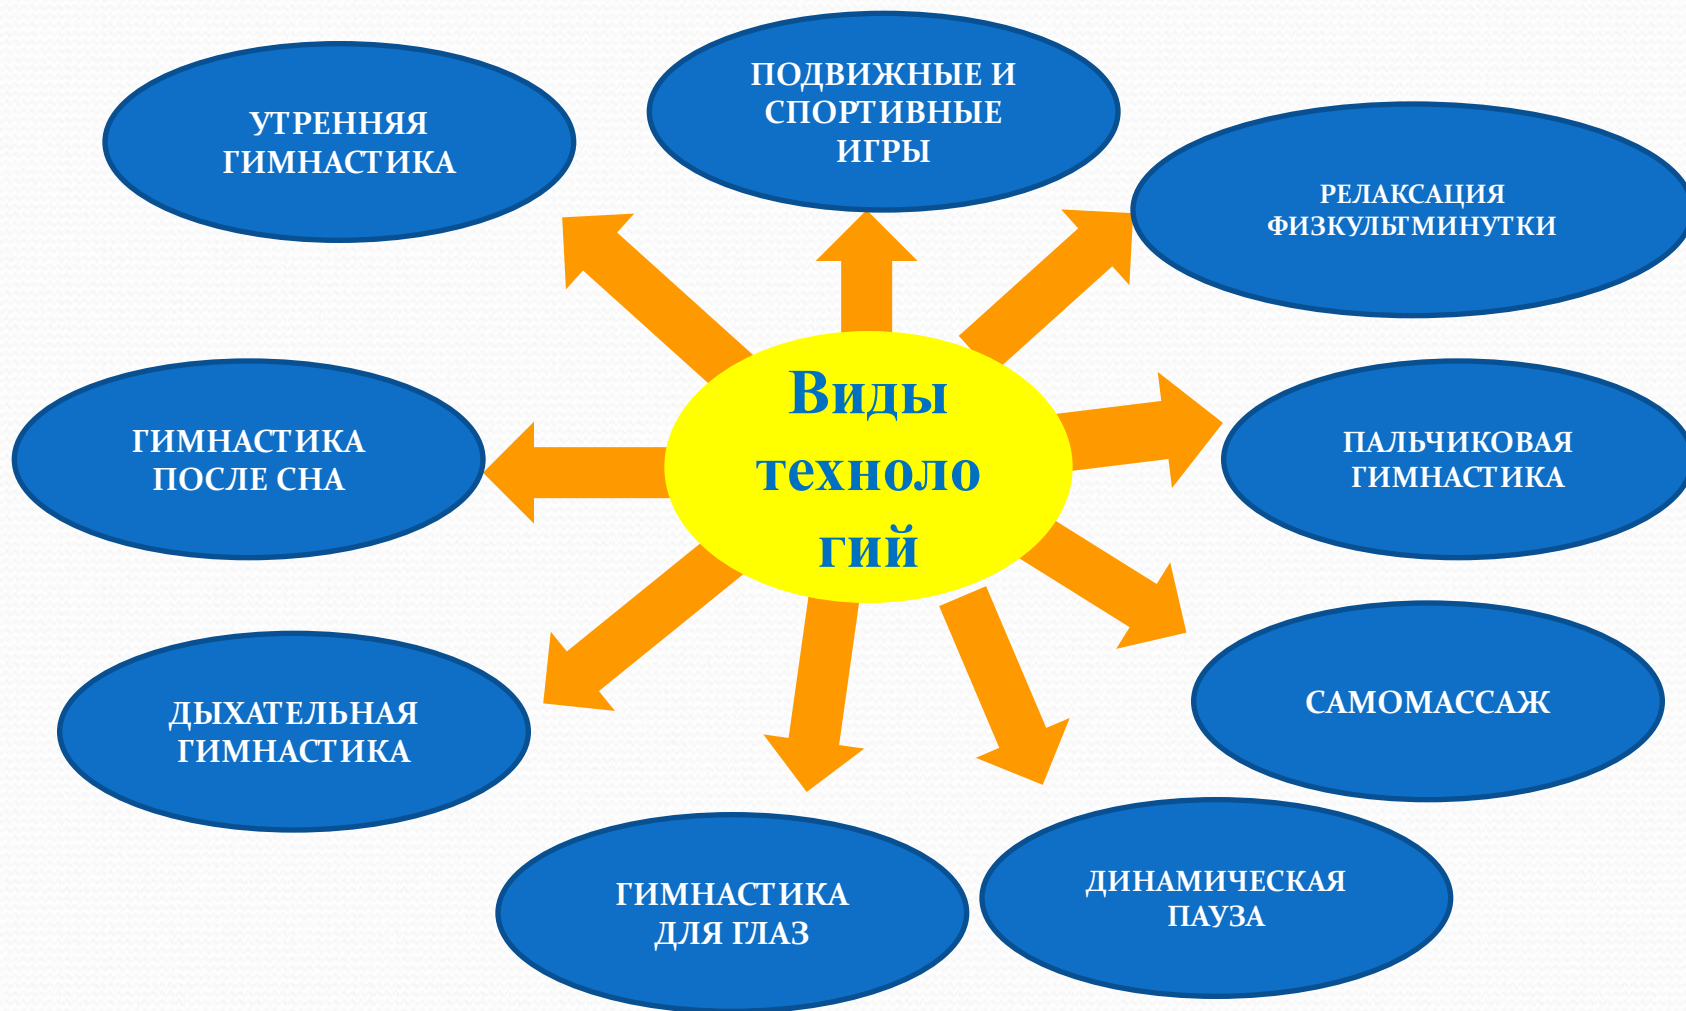 УТРЕННЯЯ
ГИМНАСТИКА
ПОДВИЖНЫЕ И
СПОРТИВНЫЕ
ИГРЫ
РЕЛАКСАЦИЯ
ФИЗКУЛЬТМИНУТКИ
Виды
техноло
гий
ГИМНАСТИКА
ПОСЛЕ СНА
ПАЛЬЧИКОВАЯ
ГИМНАСТИКА
ДЫХАТЕЛЬНАЯ
ГИМНАСТИКА
САМОМАССАЖ
ГИМНАСТИКА
ДЛЯ ГЛАЗ
ДИНАМИЧЕСКАЯ
ПАУЗА